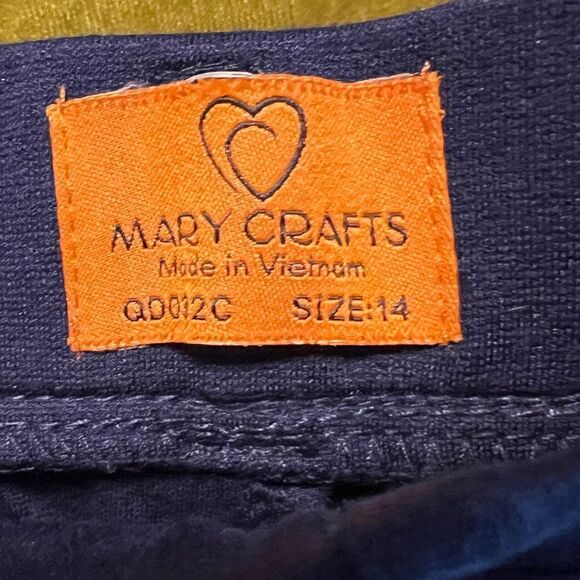 MARY CRAFTS
Made in Vietnam
QD012C SIZE:14